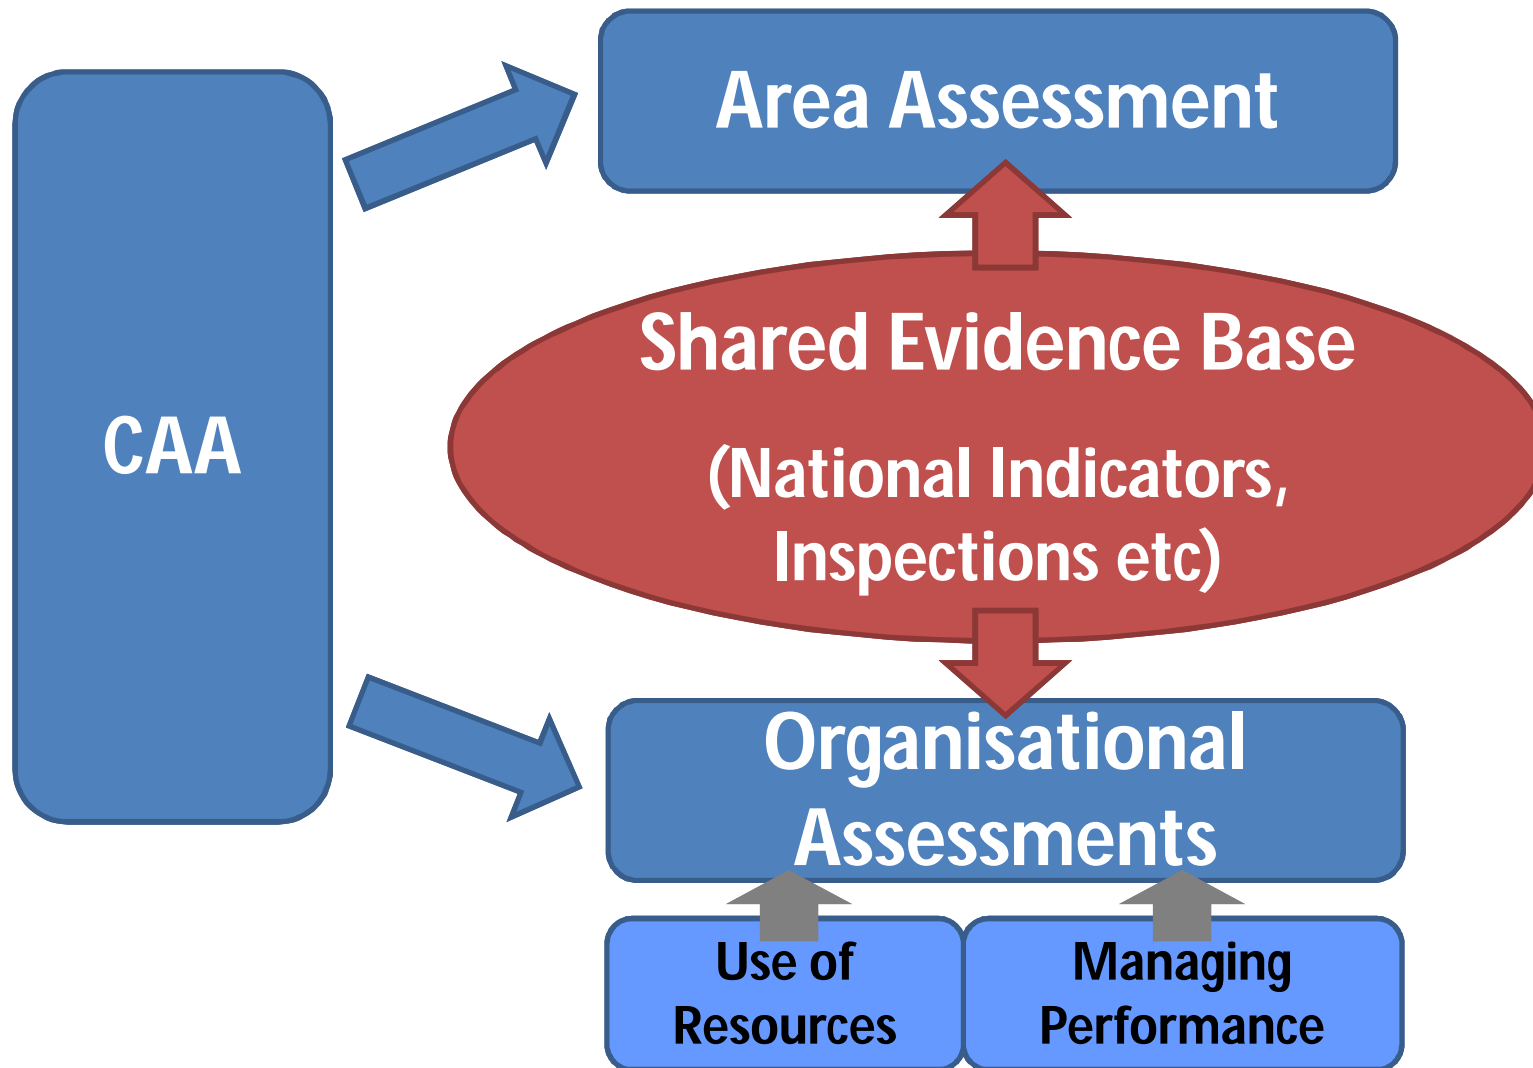 CAA
Area Assessment
Shared Evidence Base
(National Indicators,
Inspections etc)
Organisational
Assessments
Use of
Resources
Managing
Performance